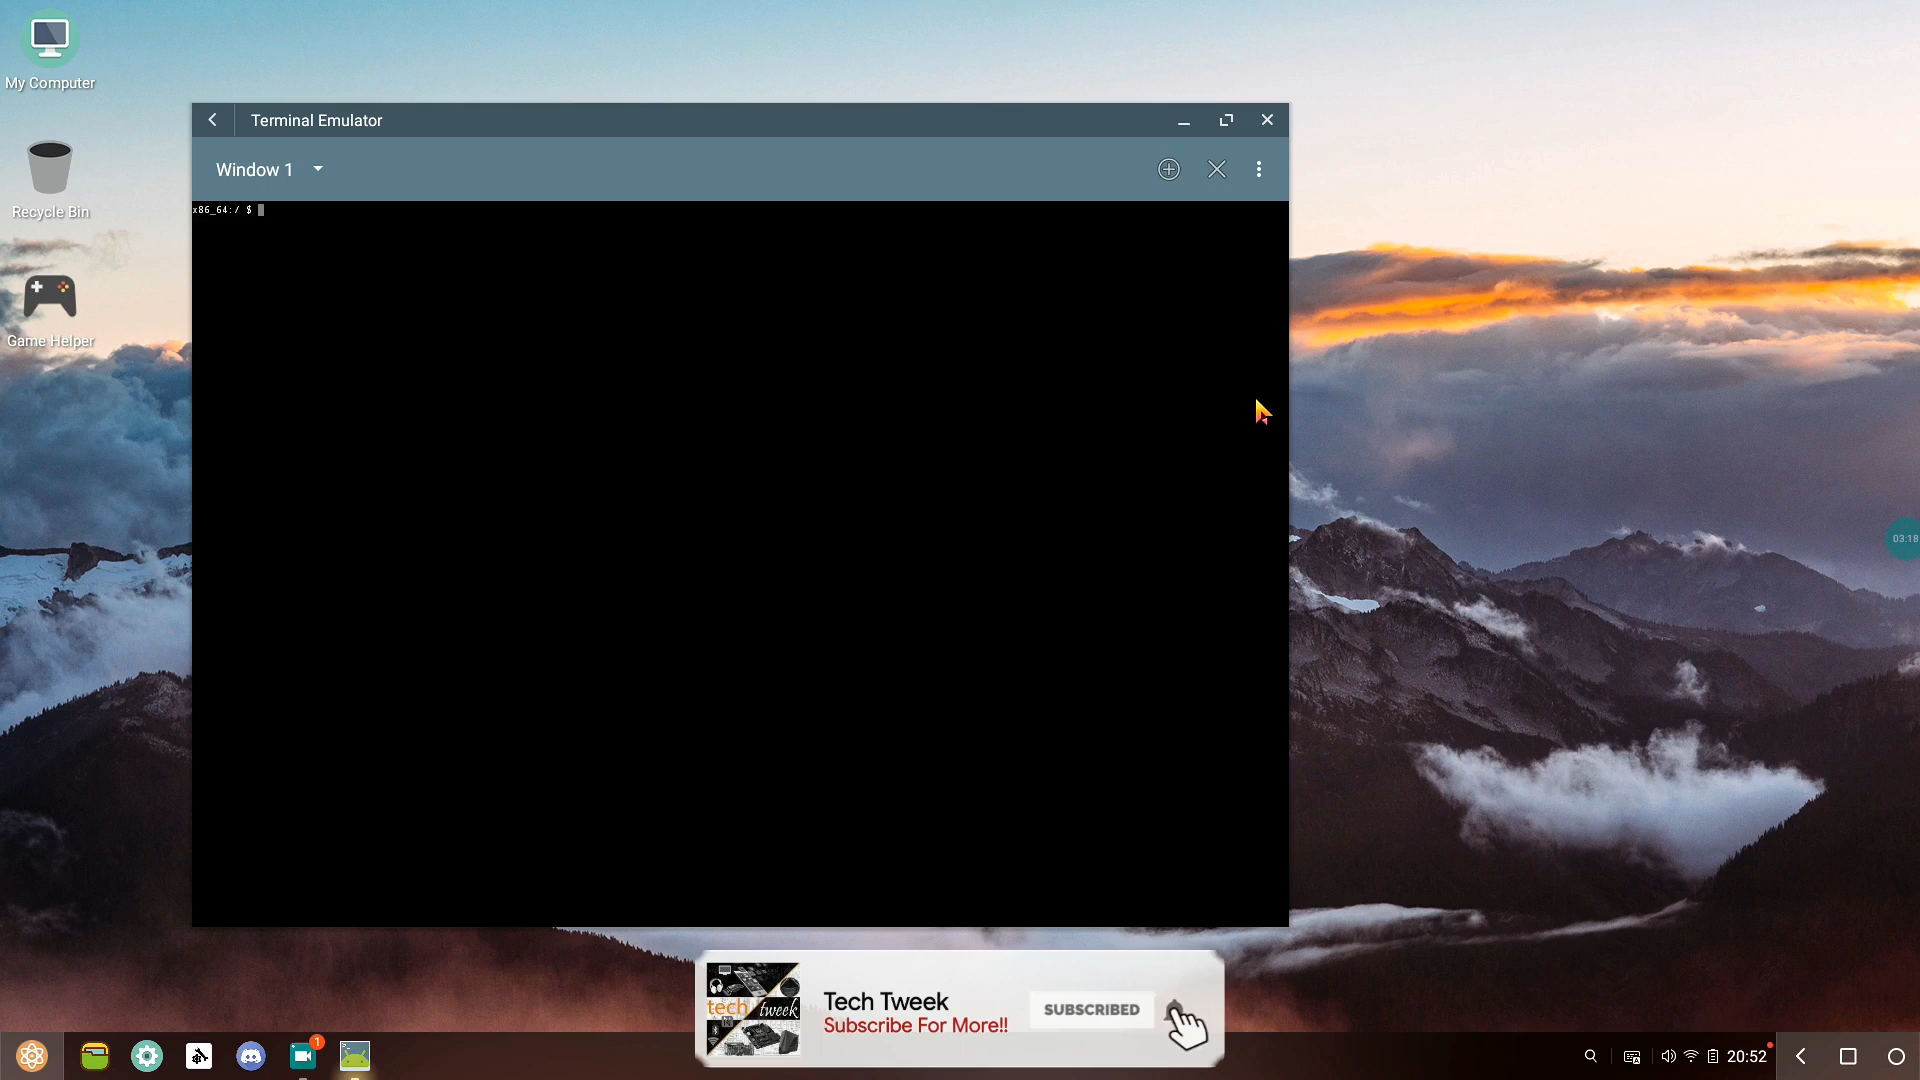 My Computer
Recycle Bin
Game Helper
Terminal Emulator
Window 1
x86_64:/ $
03:18
tech
tweek
Tech Tweek
Subscribe For More!!
SUBSCRIBED
1
20:52